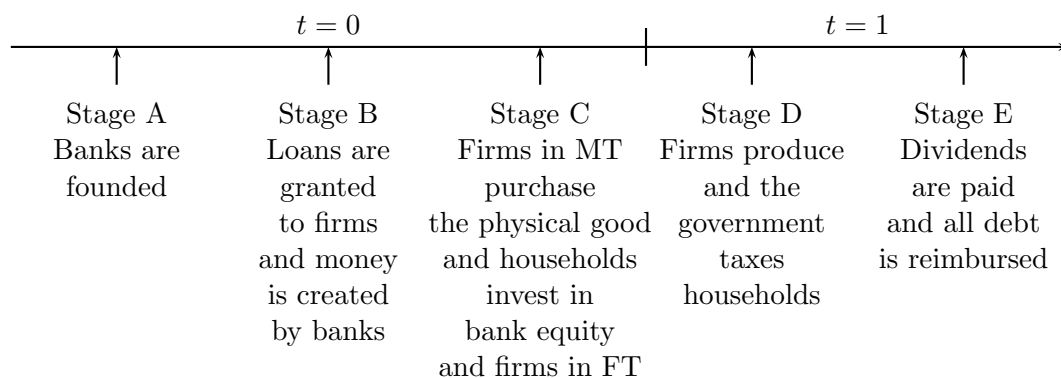 t = 0
t = 1
Stage A
Banks are
founded
Stage B
Loans are
granted
to firms
and money
is created
by banks
Stage C
Firms in MT
purchase
the physical good
and households
invest in
bank equity
and firms in FT
Stage D
Firms produce
and the
government
taxes
households
Stage E
Dividends
are paid
and all debt
is reimbursed